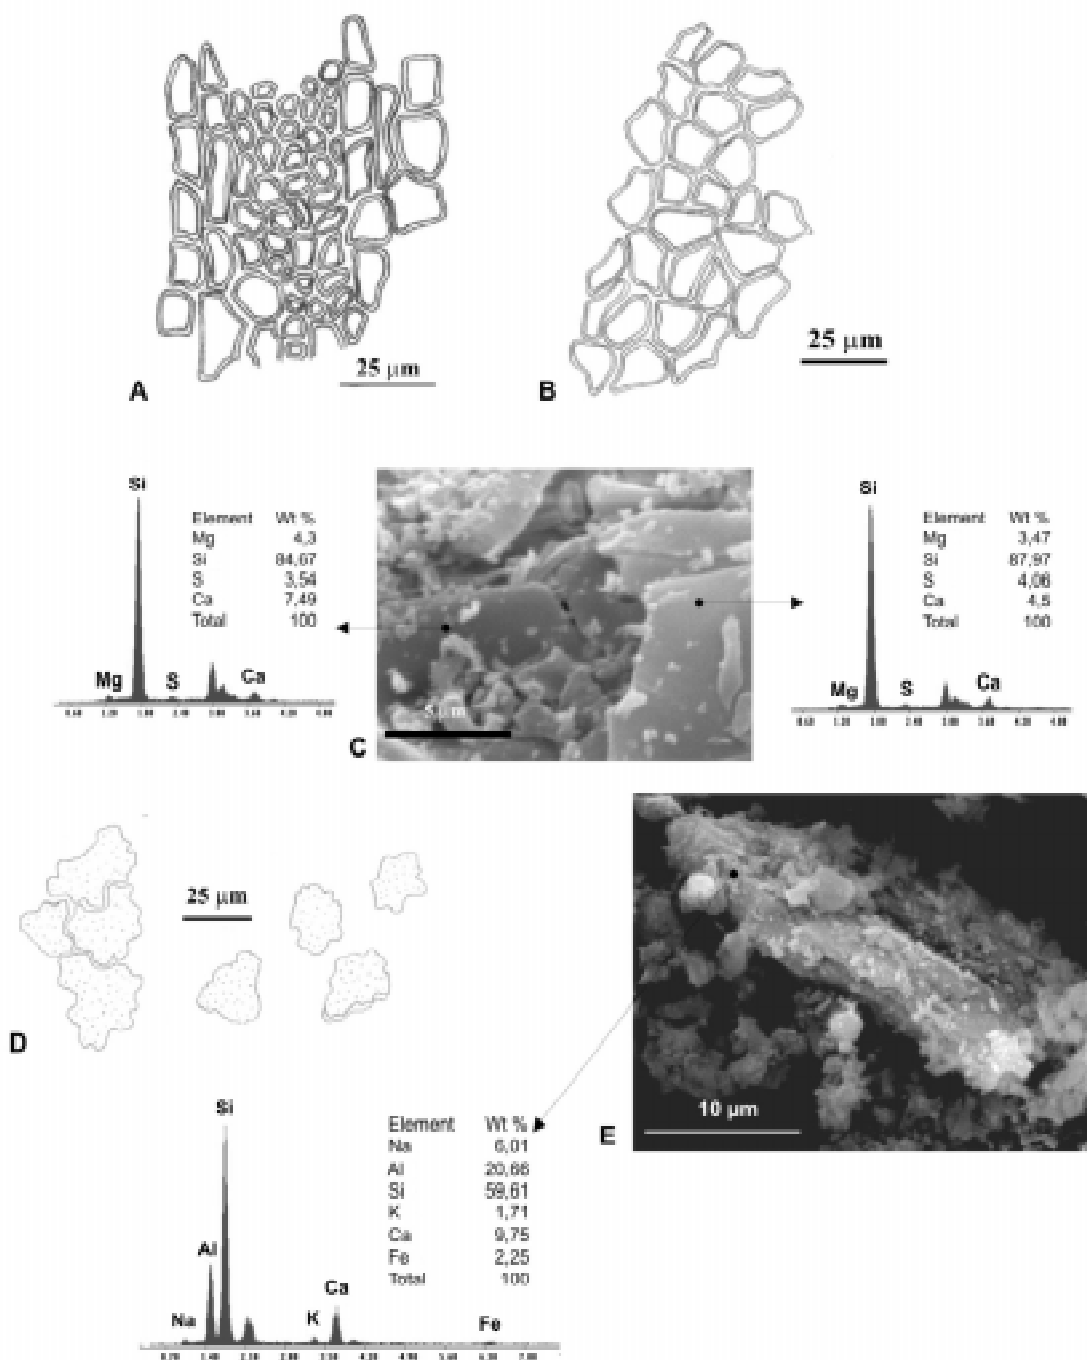 25 µm
A
25 µm
B
Si
Element Wt %
Mg 4,3
Si 84,67
S 3,54
Ca 7,49
Total 100
Mg S Ca
Si
Element Wt %
Mg 3,47
Si 87,97
S 4,06
Ca 4,5
Total 100
Mg S Ca
C
25 µm
D
10 µm
E
Si
Element Wt %
Na 6,01
Al 20,66
Si 59,61
K 1,71
Ca 9,75
Fe 2,25
Total 100
Al
Ca
Na K Fe